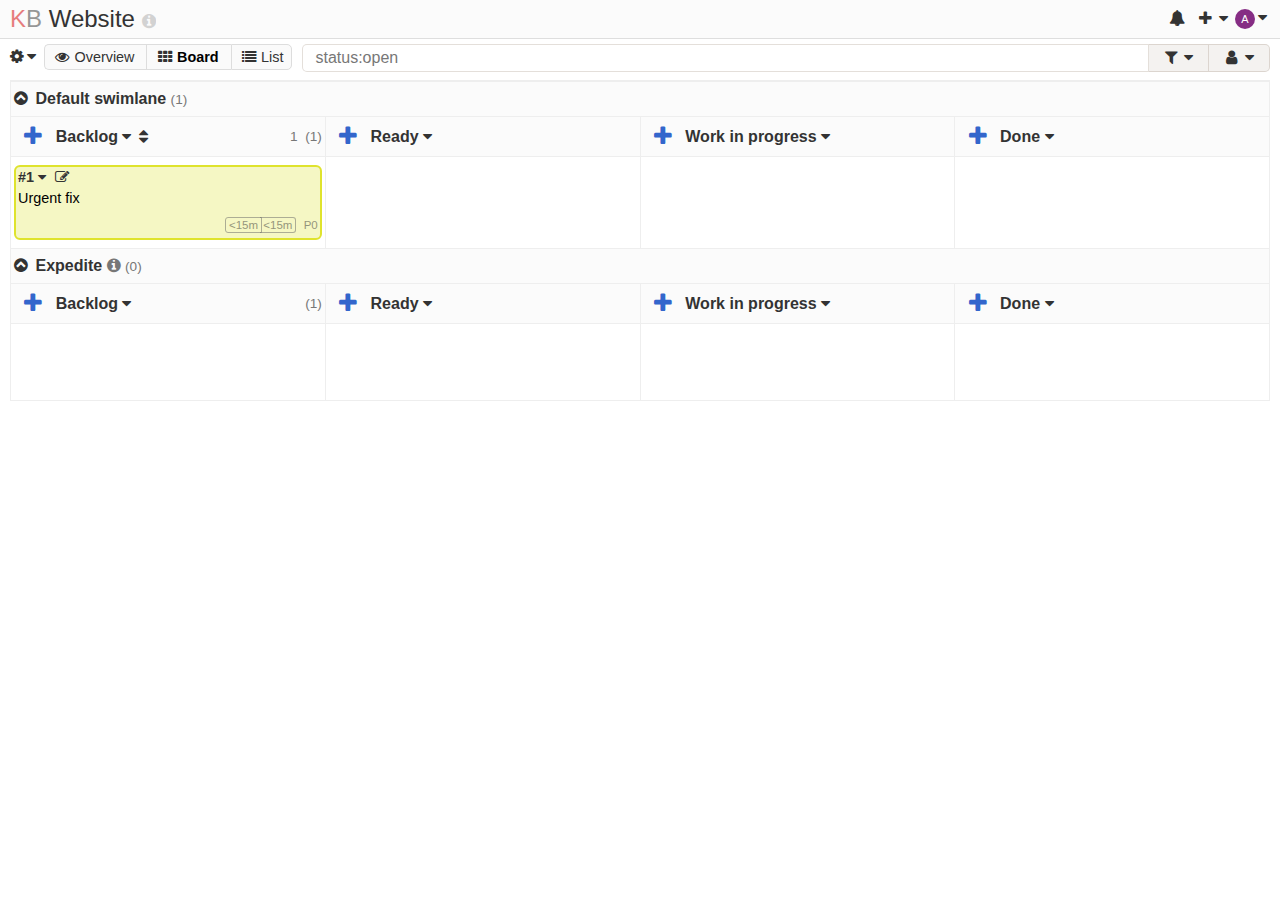 KB Website
A
Overview Board List status:open
Default swimlane (1)
Backlog 1 (1) Ready Work in progress Done
#1
Urgent fix
<15m <15m P0
Expedite (0)
Backlog (1) Ready Work in progress Done